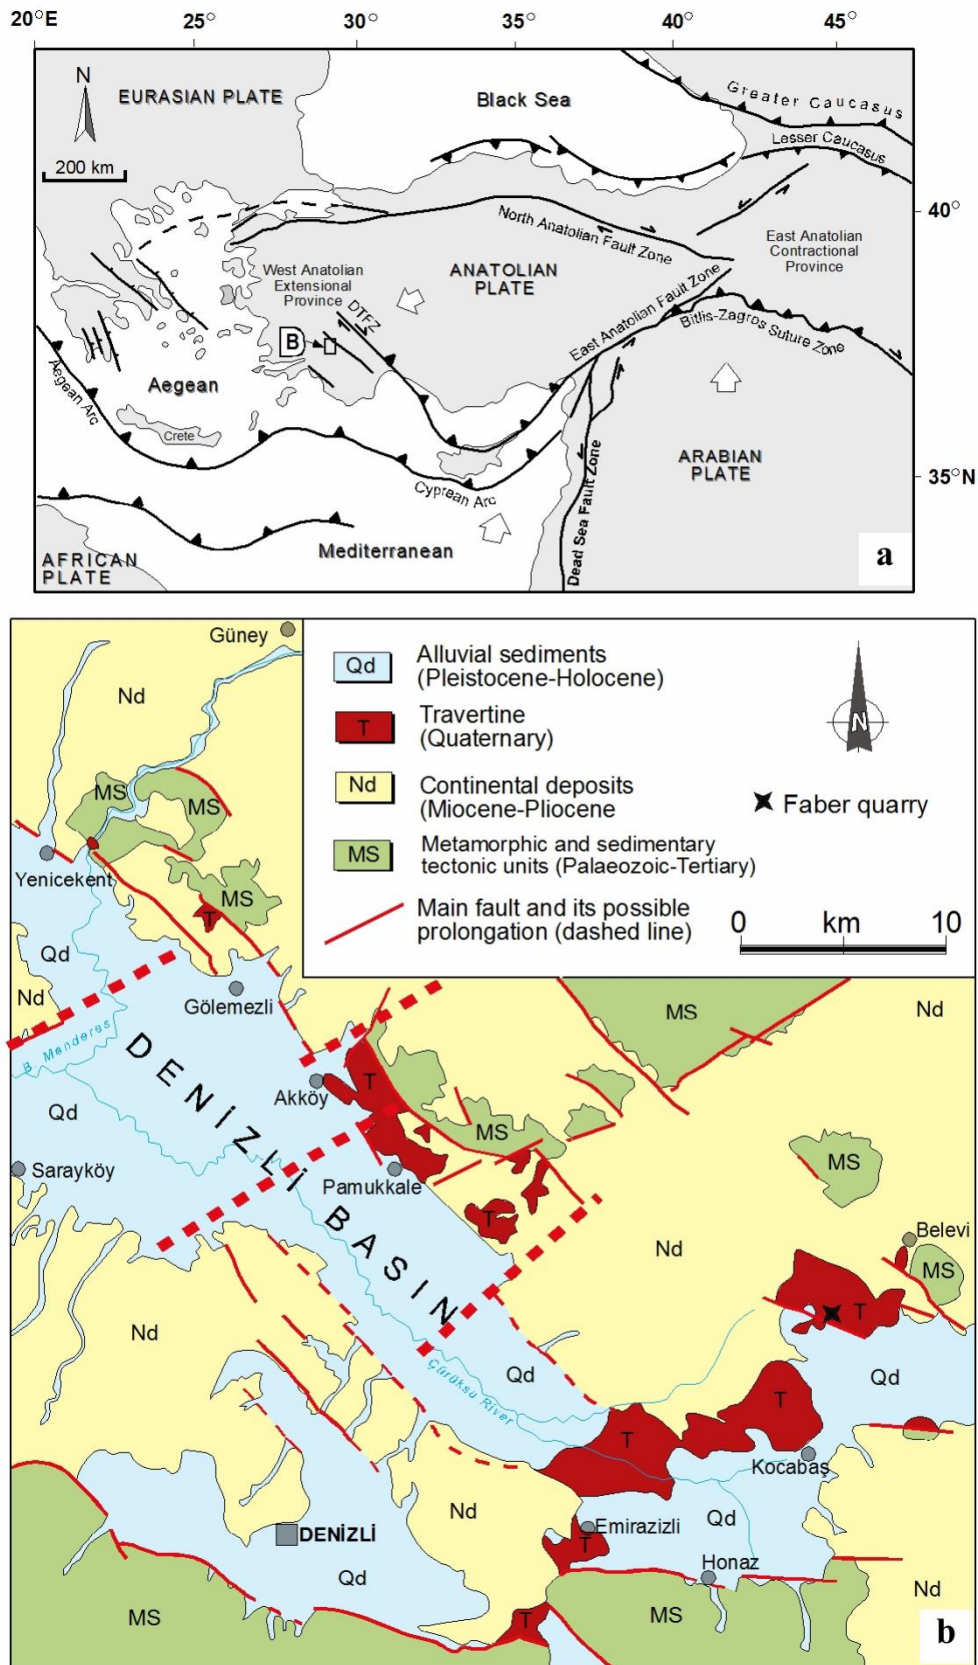 20°E 25° 30° 35° 40° 45°
N
200 km
EURASIAN PLATE
Black Sea
Greater Caucasus
Lesser Caucasus
40°
North Anatolian Fault Zone
East Anatolian
Contractional
Province
West Anatolian
Extensional
Province
ANATOLIAN
PLATE
DTFZ
East Anatolian Fault Zone
Bitlis-Zagros Suture Zone
B
Aegean Arc
Aegean
Crete
Cyprean Arc
Dead Sea Fault Zone
ARABIAN
PLATE
35°N
Mediterranean
AFRICAN
PLATE
a
Güney
Qd Alluvial sediments
(Pleistocene-Holocene)
T Travertine
(Quaternary)
N
Nd Continental deposits
(Miocene-Pliocene
Faber quarry
MS Metamorphic and sedimentary
tectonic units (Palaeozoic-Tertiary)
Main fault and its possible
prolongation (dashed line)
0 km 10
Nd
MS
MS
Yenicekent
MS
T
Qd
Nd
Gölemezli
B. Menderes
MS
Nd
DENİZLİ BASIN
T
Akköy
Qd
MS
MS
Sarayköy
Pamukkale
T
Belevi
Nd
MS
T
Nd
Qd
Qd
Çürüksu River
T
T
Kocabaş
Nd
Qd
Emirazizli
DENİZLİ
T
Honaz
Qd
Nd
MS
T
MS
b